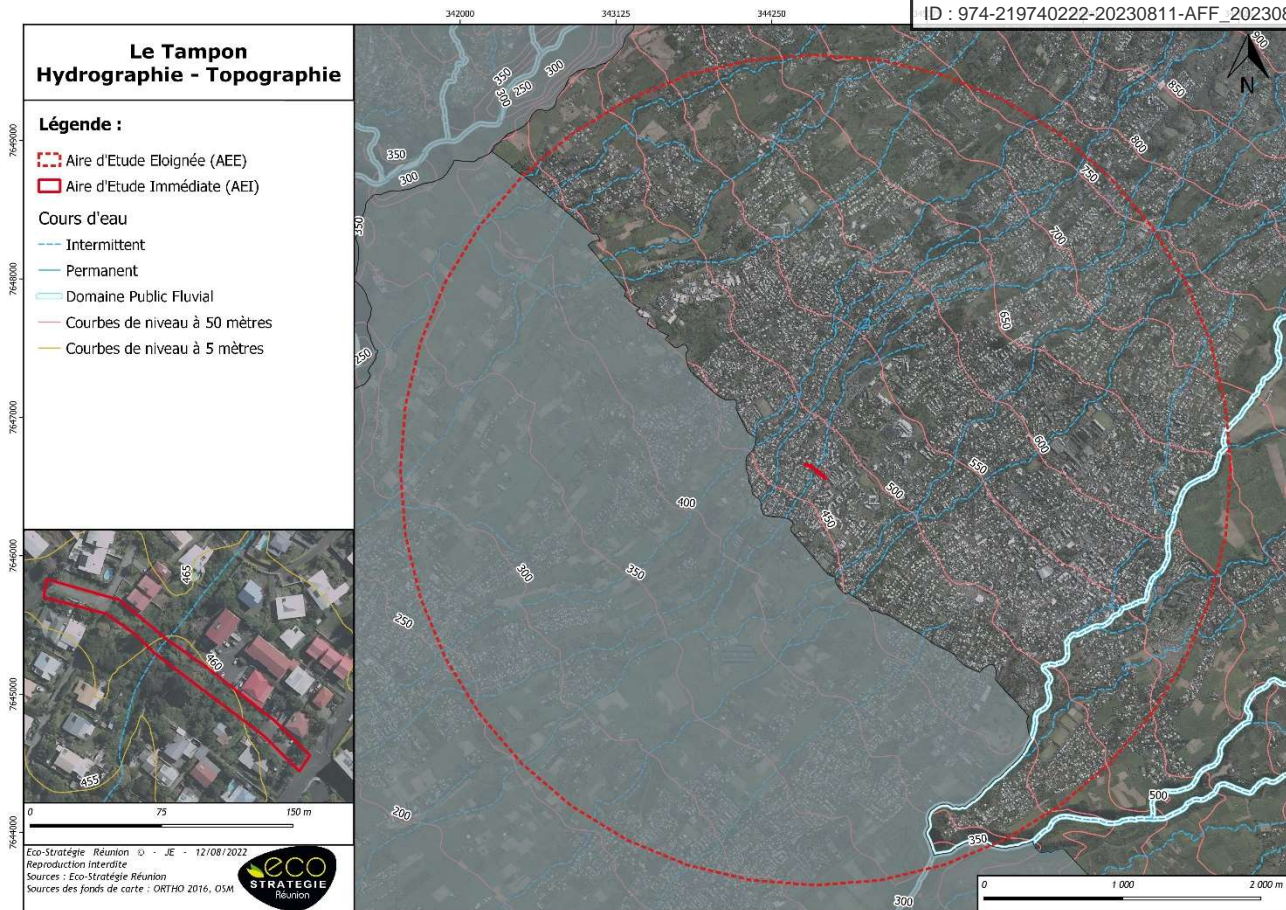 ID : 974-219740222-20230811-AFF_202308
342000
343125
344250
Le Tampon
Hydrographie - Topographie
Légende :
Aire d'Etude Eloignée (AEE)
Aire d'Etude Immédiate (AEI)
Cours d'eau
Intermittent
Permanent
Domaine Public Fluvial
Courbes de niveau à 50 mètres
Courbes de niveau à 5 mètres
7649000
7648000
7647000
7646000
7645000
7644000
N
900
850
800
750
700
650
600
550
500
450
400
350
300
250
200
350
300
250
300
350
300
350
250
500
350
300
465
460
455
0 75 150 m
Eco-Stratégie Réunion © - JE - 12/08/2022
Reproduction interdite
Sources : Eco-Stratégie Réunion
Sources des fonds de carte : ORTHO 2016, OSM
eco
STRATEGIE
Réunion
0 1 000 2 000 m